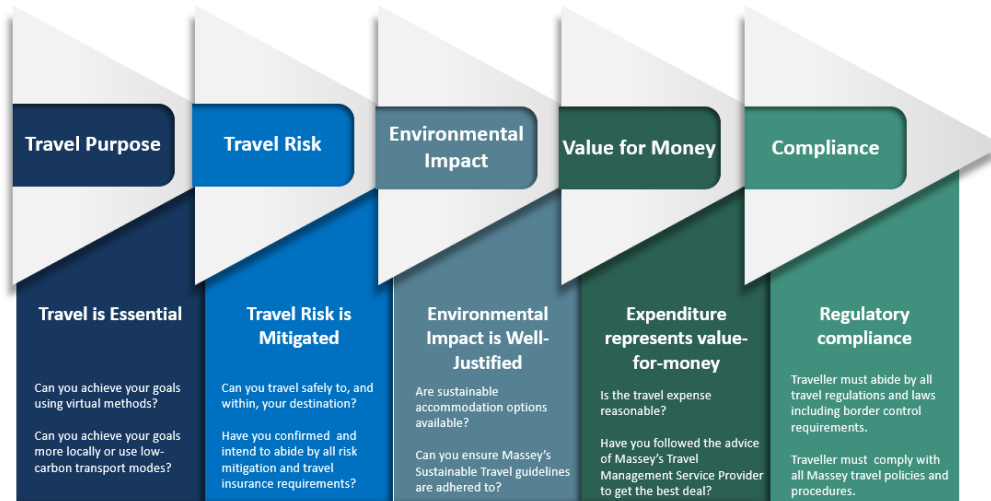 Travel Purpose
Travel Risk
Environmental
Impact
Value for Money
Compliance
Travel is Essential
Can you achieve your goals
using virtual methods?
Can you achieve your goals
more locally or use low-
carbon transport modes?
Travel Risk is
Mitigated
Can you travel safely to, and
within, your destination?
Have you confirmed and
intend to abide by all risk
mitigation and travel
insurance requirements?
Environmental
Impact is Well-
Justified
Are sustainable
accommodation options
available?
Can you ensure Massey's
Sustainable Travel guidelines
are adhered to?
Expenditure
represents value-
for-money
Is the travel expense
reasonable?
Have you followed the advice
of Massey's Travel
Management Service Provider
to get the best deal?
Regulatory
compliance
Traveller must abide by all
travel regulations and laws
including border control
requirements.
Traveller must comply with
all Massey travel policies and
procedures.